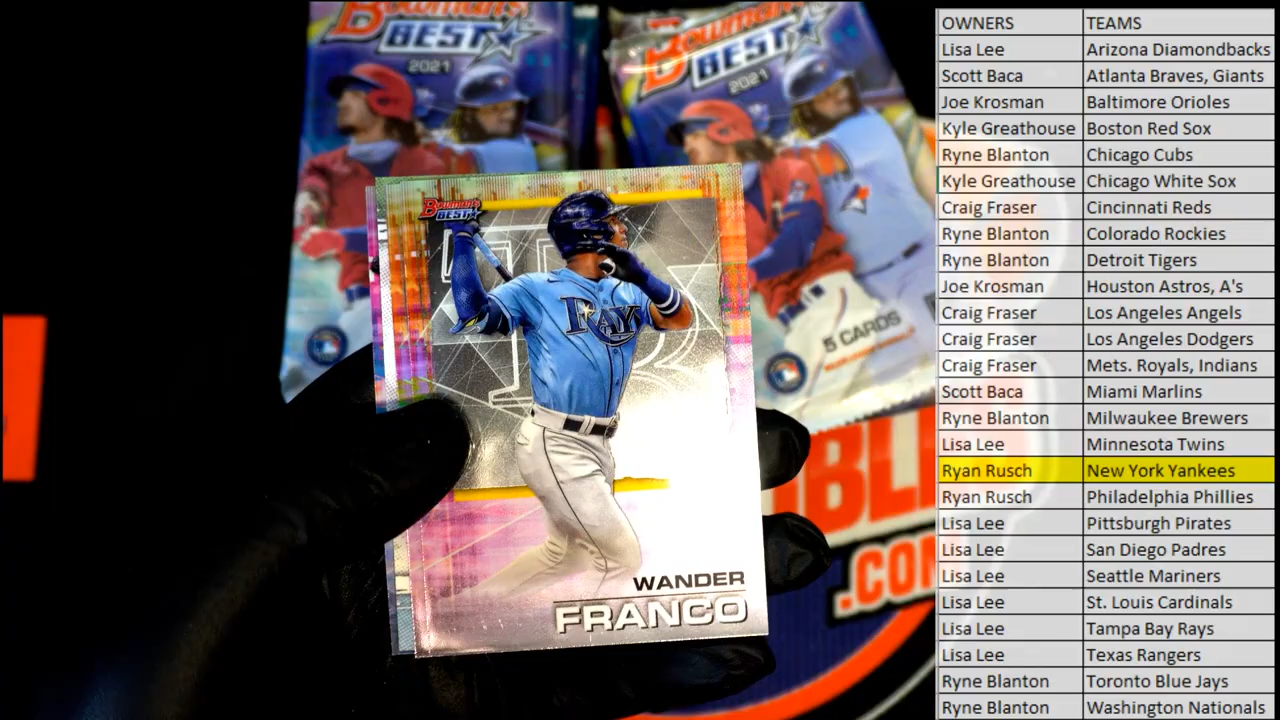 Bowman's
BEST
2021
Bowman's
BEST
2021
Bowman's
BEST
RAYS
5 CARDS
WANDER
FRANCO
IBL
.COM
OWNERS TEAMS
Lisa Lee Arizona Diamondbacks
Scott Baca Atlanta Braves, Giants
Joe Krosman Baltimore Orioles
Kyle Greathouse Boston Red Sox
Ryne Blanton Chicago Cubs
Kyle Greathouse Chicago White Sox
Craig Fraser Cincinnati Reds
Ryne Blanton Colorado Rockies
Ryne Blanton Detroit Tigers
Joe Krosman Houston Astros, A's
Craig Fraser Los Angeles Angels
Craig Fraser Los Angeles Dodgers
Craig Fraser Mets. Royals, Indians
Scott Baca Miami Marlins
Ryne Blanton Milwaukee Brewers
Lisa Lee Minnesota Twins
Ryan Rusch New York Yankees
Ryan Rusch Philadelphia Phillies
Lisa Lee Pittsburgh Pirates
Lisa Lee San Diego Padres
Lisa Lee Seattle Mariners
Lisa Lee St. Louis Cardinals
Lisa Lee Tampa Bay Rays
Lisa Lee Texas Rangers
Ryne Blanton Toronto Blue Jays
Ryne Blanton Washington Nationals